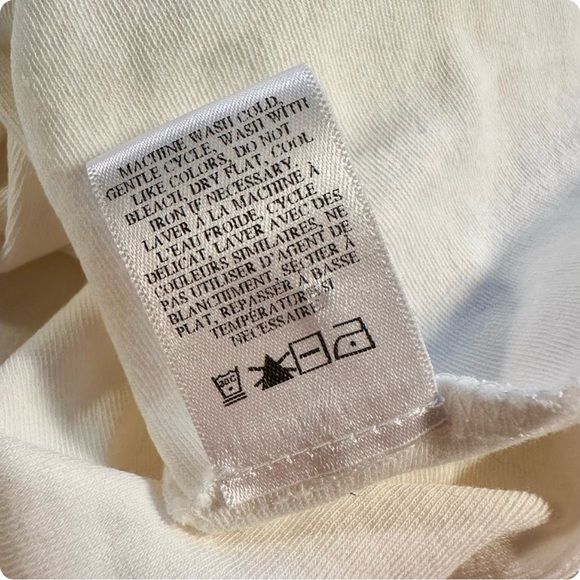 MACHINE WASH COLD,
GENTLE CYCLE, WASH WITH
LIKE COLORS, DO NOT
BLEACH, DRY FLAT, COOL
IRON IF NECESSARY.
LAVER À LA MACHINE À
L'EAU FROIDE, CYCLE
DÉLICAT, LAVER AVEC DES
COULEURS SIMILAIRES, NE
PAS UTILISER D'AGENT DE
BLANCHIMENT, SÉCHER À
PLAT, REPASSER À BASSE
TEMPÉRATURE SI
NÉCESSAIRE
30C